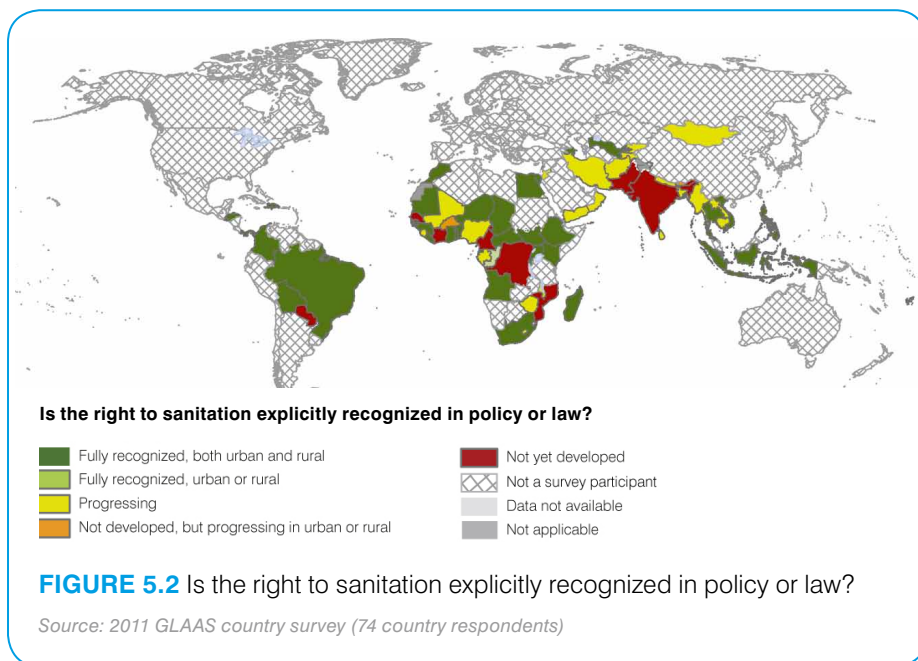 Is the right to sanitation explicitly recognized in policy or law?
Fully recognized, both urban and rural
Fully recognized, urban or rural
Progressing
Not developed, but progressing in urban or rural
Not yet developed
Not a survey participant
Data not available
Not applicable
FIGURE 5.2 Is the right to sanitation explicitly recognized in policy or law?
Source: 2011 GLAAS country survey (74 country respondents)